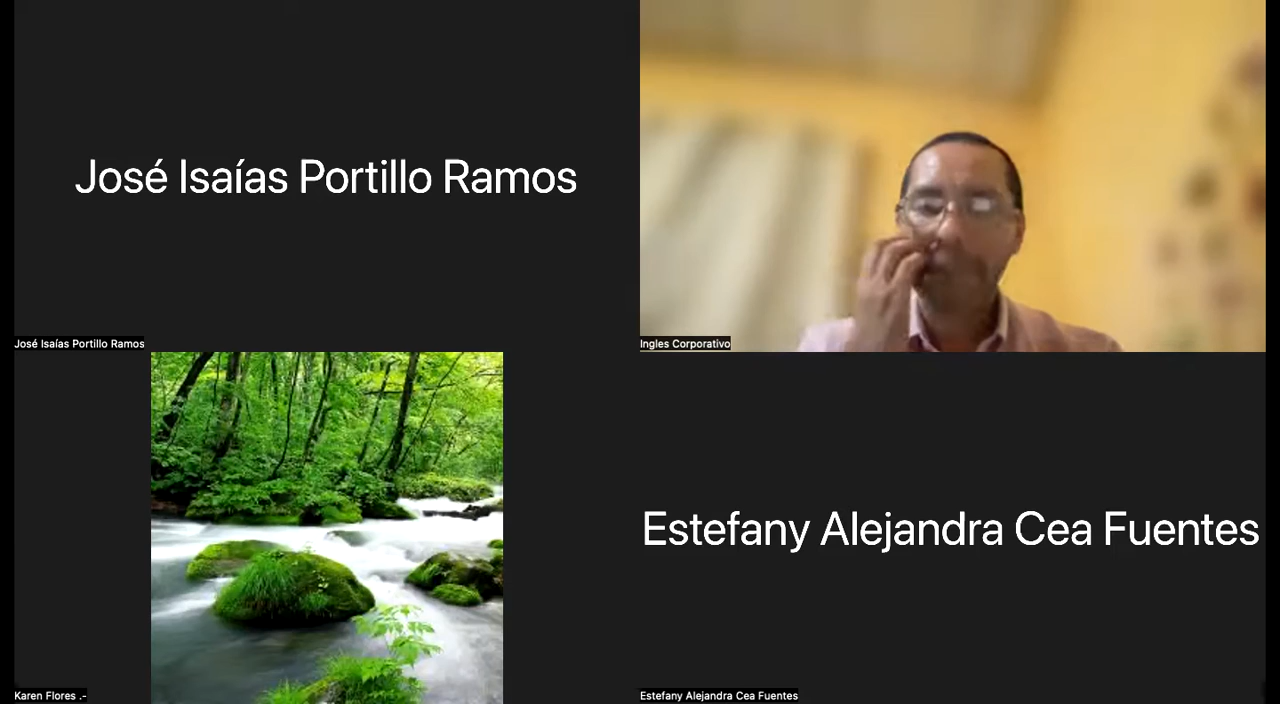 José Isaías Portillo Ramos
José Isaías Portillo Ramos
Ingles Corporativo
Karen Flores .-
Estefany Alejandra Cea Fuentes
Estefany Alejandra Cea Fuentes